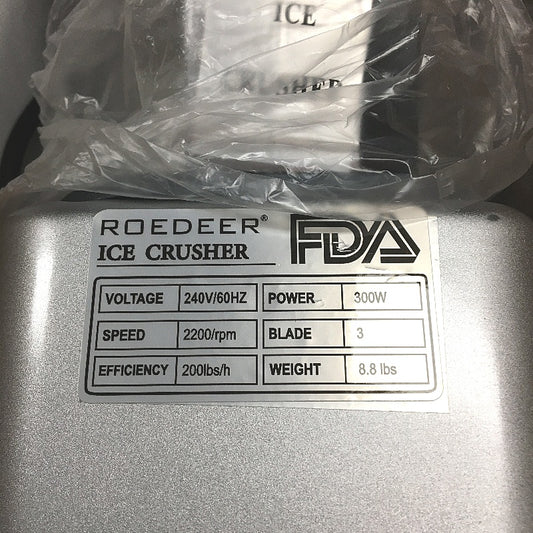 ICE
CRUSHER
ROEDEER®
ICE CRUSHER
FDA
VOLTAGE 240V/60HZ POWER 300W
SPEED 2200/rpm BLADE 3
EFFICIENCY 200lbs/h WEIGHT 8.8 lbs